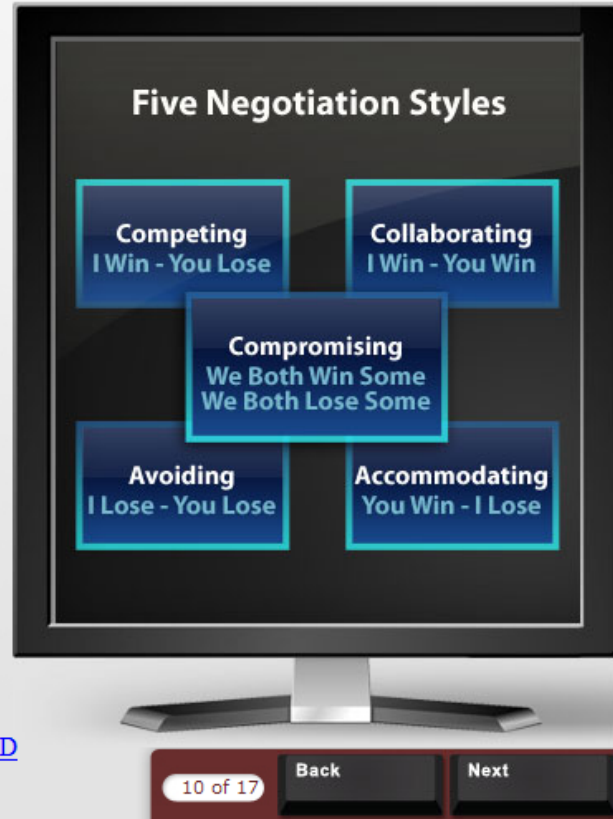 Five Negotiation Styles
Competing
I Win - You Lose
Collaborating
I Win - You Win
Compromising
We Both Win Some
We Both Lose Some
Avoiding
I Lose - You Lose
Accommodating
You Win - I Lose
D
10 of 17
Back
Next